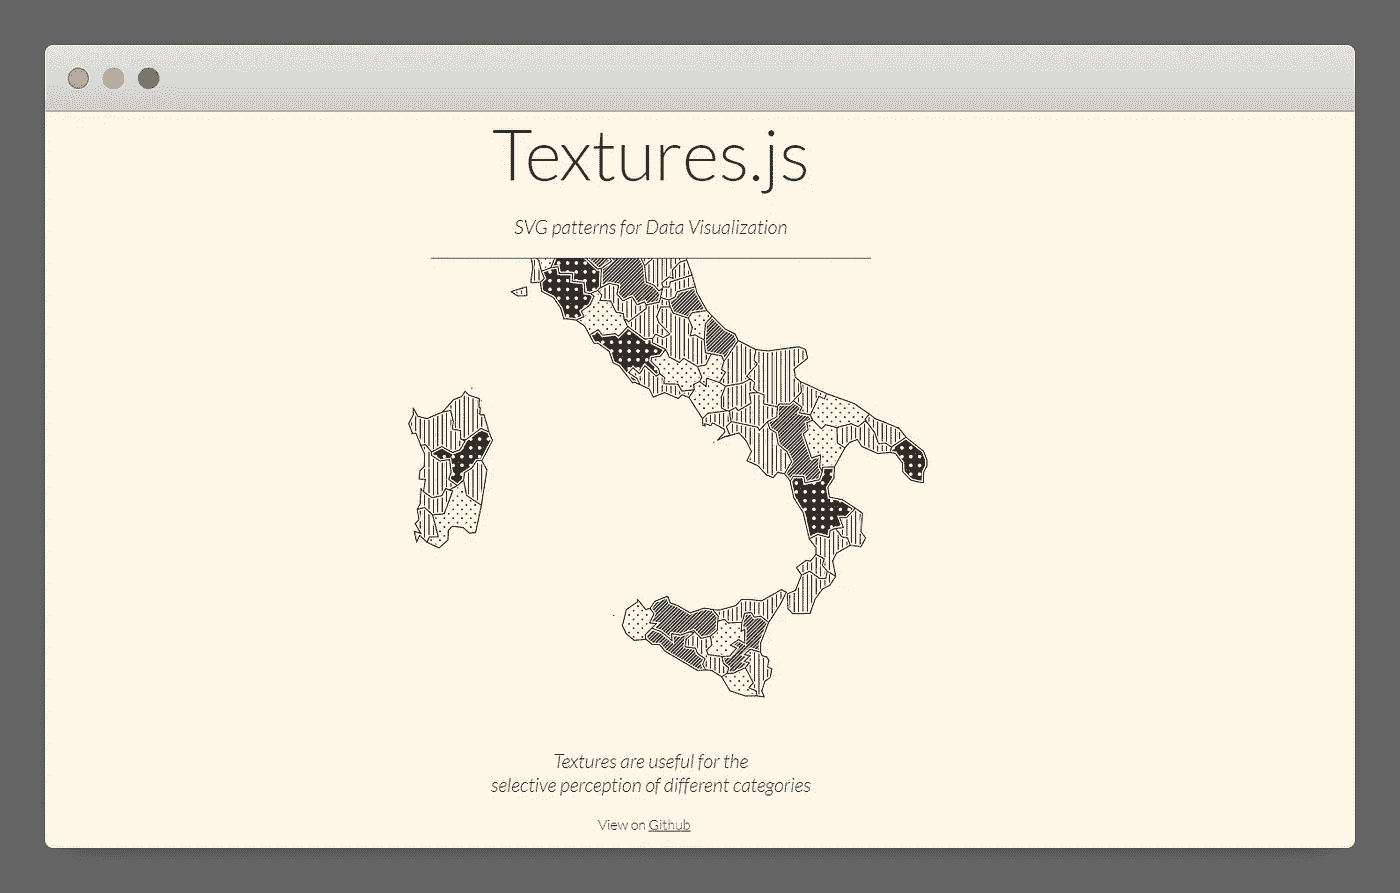 Textures.js
SVG patterns for Data Visualization
Textures are useful for the
selective perception of different categories
View on Github